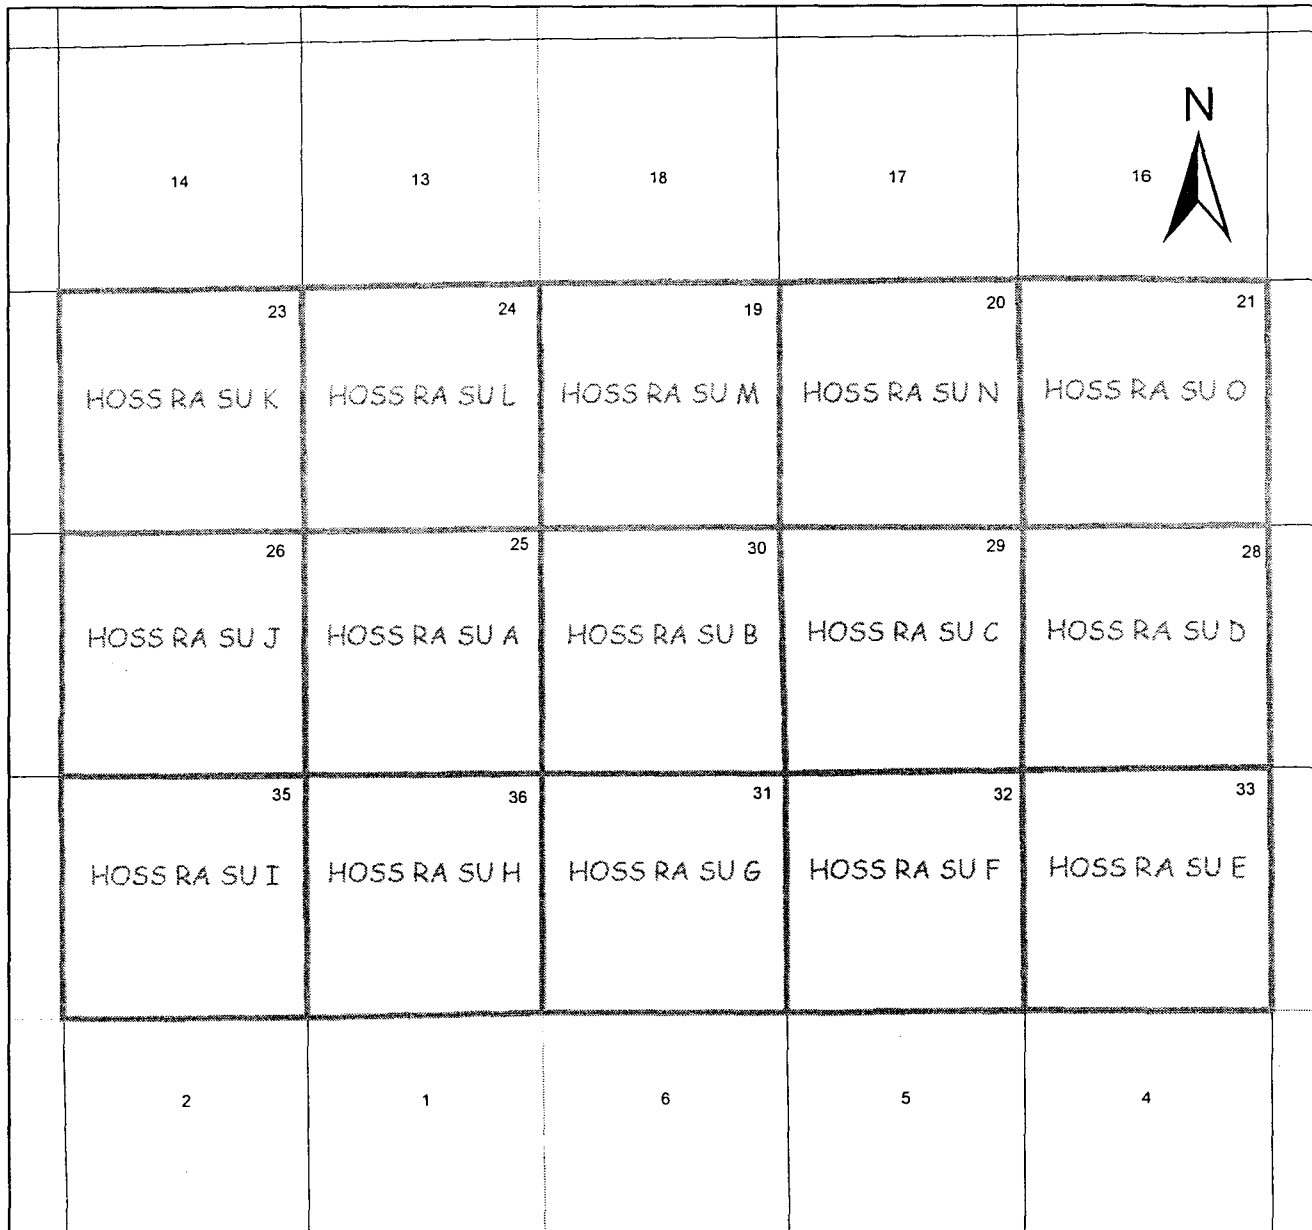 N
14 13 18 17 16
23 24 19 20 21
HOSS RA SU K HOSS RA SU L HOSS RA SU M HOSS RA SU N HOSS RA SU O
26 25 30 29 28
HOSS RA SU J HOSS RA SU A HOSS RA SU B HOSS RA SU C HOSS RA SU D
35 36 31 32 33
HOSS RA SU I HOSS RA SU H HOSS RA SU G HOSS RA SU F HOSS RA SU E
2 1 6 5 4